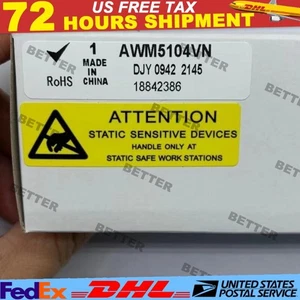 US FREE TAX
72 HOURS SHIPMENT
1 AWM5104VN
MADE IN CHINA
RoHS
DJY 0942 2145
18842386
ATTENTION
STATIC SENSITIVE DEVICES
HANDLE ONLY AT
STATIC SAFE WORK STATIONS
BETTER
BETTER
BETTER
BETTER
BETTER
BETTER
FedEx
DHL
UNITED STATES
POSTAL SERVICE